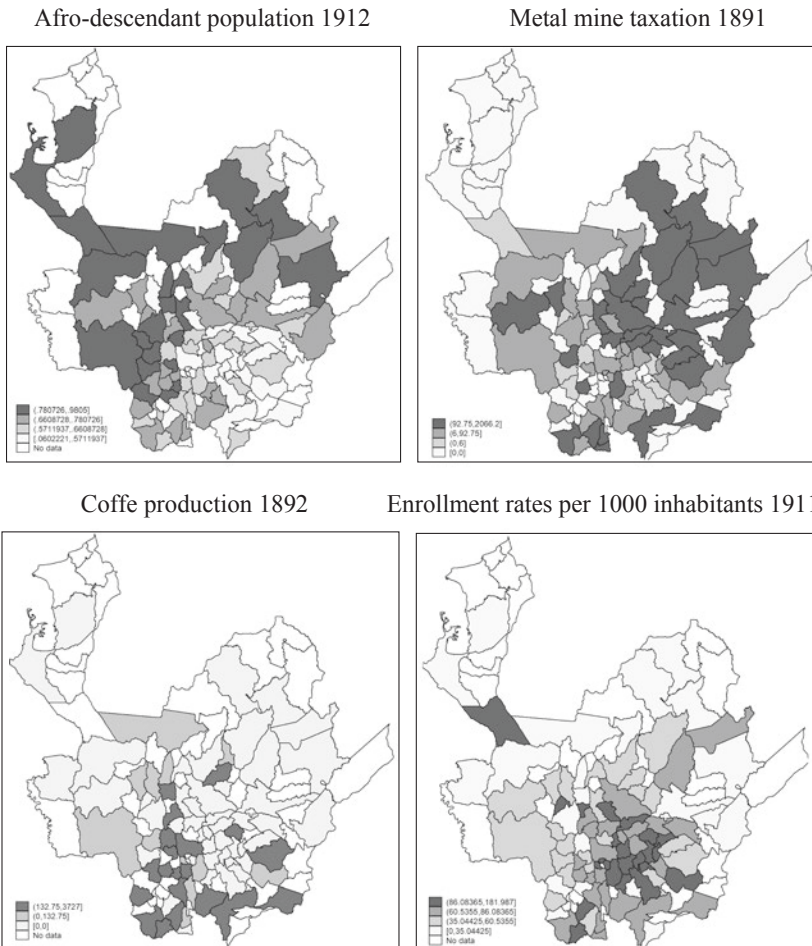 Afro-descendant population 1912
Metal mine taxation 1891
(.780726,.9805]
(.6608728,.780726]
(.5711937,.6608728]
[.0602221,.5711937]
No data
(92.75,2066.2]
(6,92.75]
(0,6]
[0,0]
Coffe production 1892
Enrollment rates per 1000 inhabitants 1911
(132.75,3727]
(0,132.75]
[0,0]
No data
(86.08365,181.987]
(60.5355,86.08365]
(35.04425,60.5355]
[0,35.04425]
No data